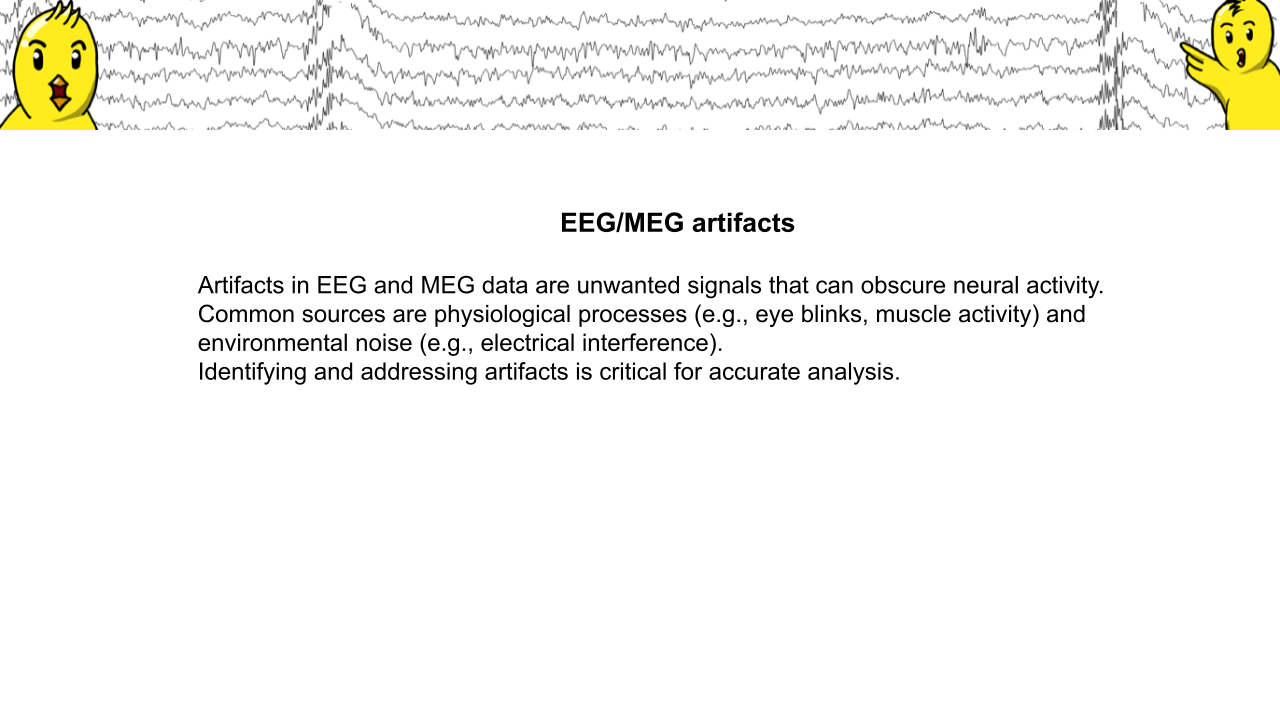 EEG/MEG artifacts
Artifacts in EEG and MEG data are unwanted signals that can obscure neural activity.
Common sources are physiological processes (e.g., eye blinks, muscle activity) and
environmental noise (e.g., electrical interference).
Identifying and addressing artifacts is critical for accurate analysis.